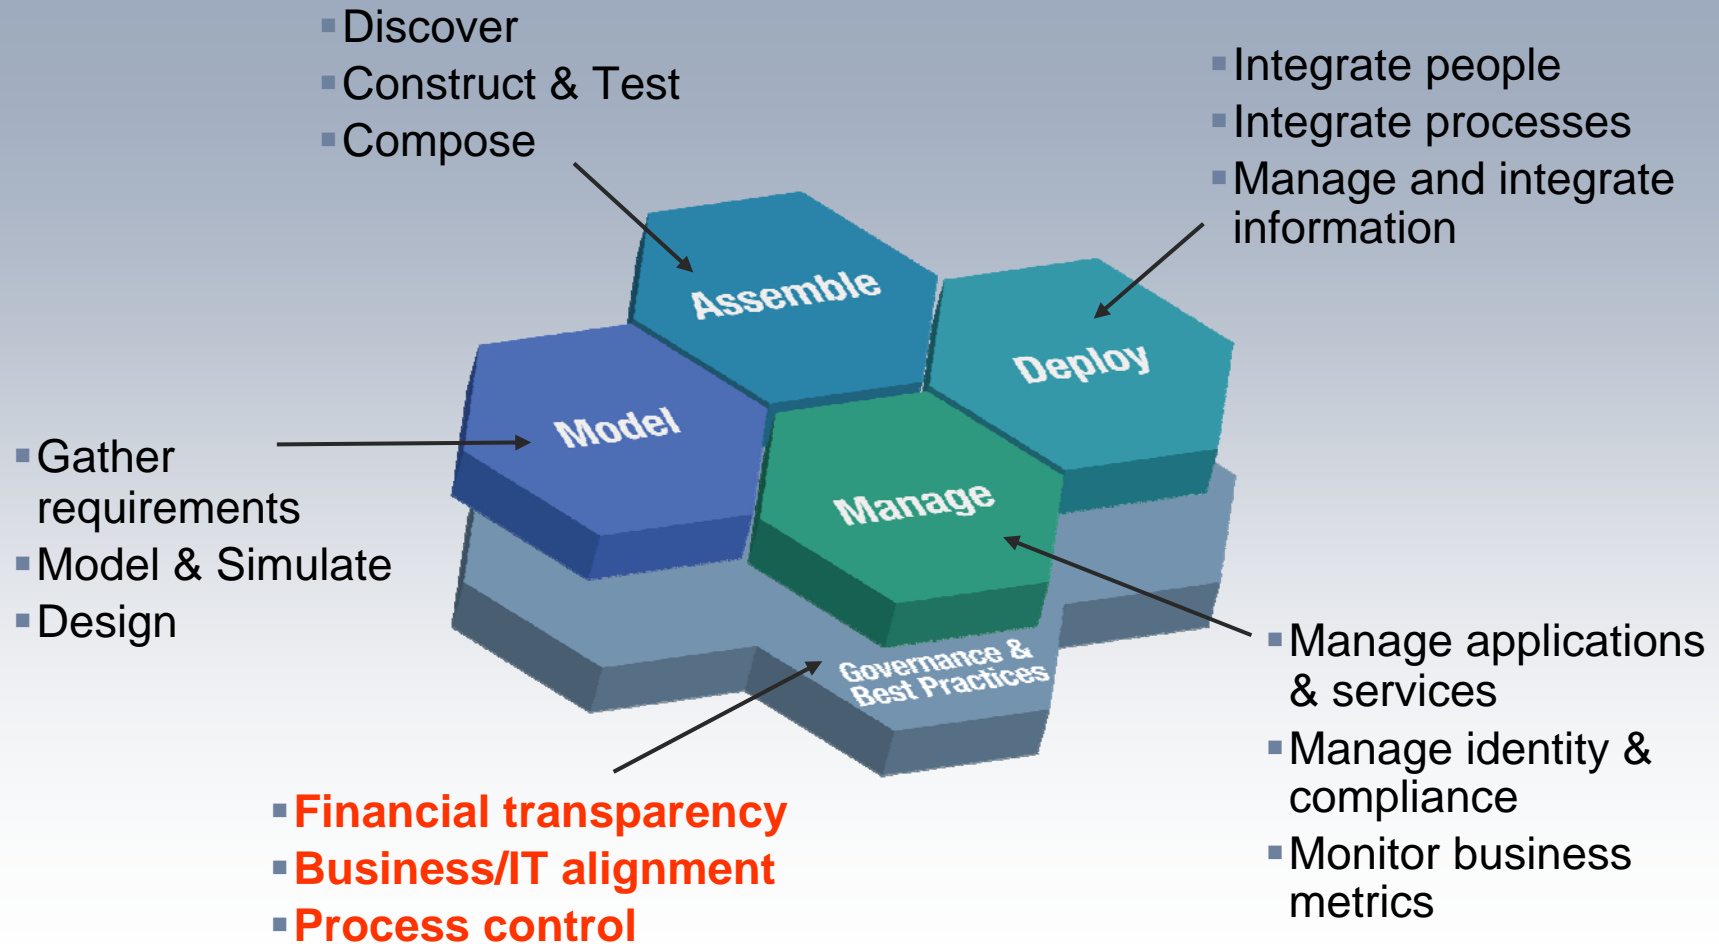 ▪Discover
▪Construct & Test
▪Compose
▪Integrate people
▪Integrate processes
▪Manage and integrate
information
Assemble
Deploy
Model
Manage
Governance &
Best Practices
▪Gather
requirements
▪Model & Simulate
▪Design
▪Manage applications
& services
▪Manage identity &
compliance
▪Monitor business
metrics
▪Financial transparency
▪Business/IT alignment
▪Process control